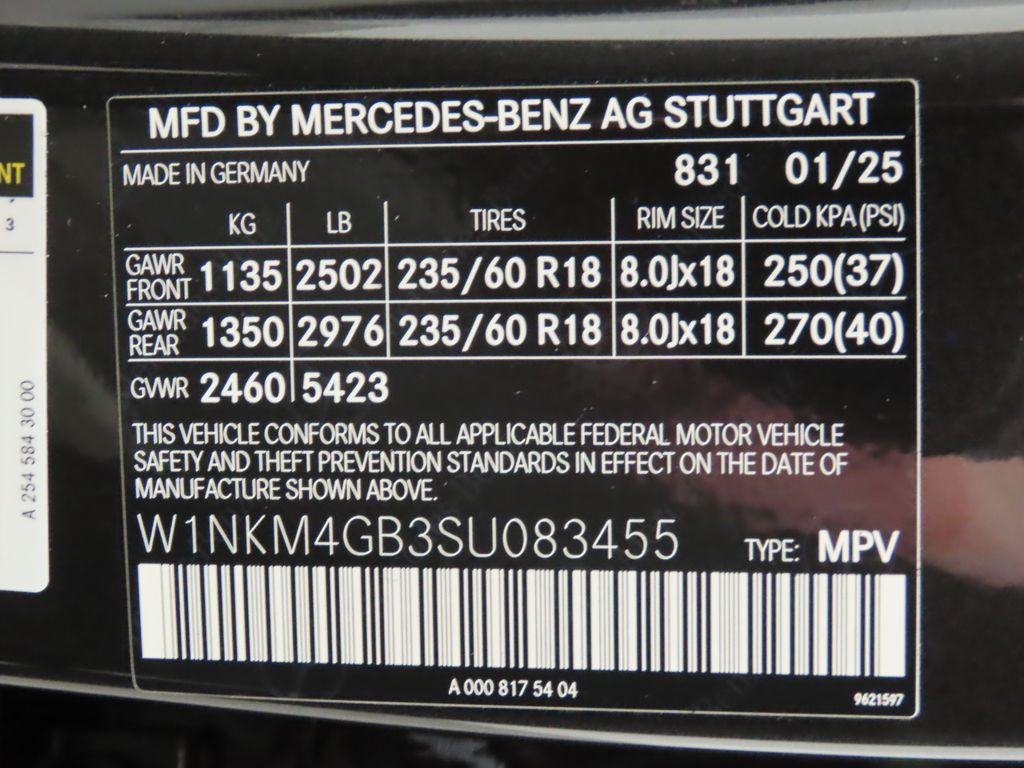 MFD BY MERCEDES-BENZ AG STUTTGART
MADE IN GERMANY 831 01/25
KG LB TIRES RIM SIZE COLD KPA(PSI)
GAWR FRONT 1135 2502 235/60 R18 8.0Jx18 250(37)
GAWR REAR 1350 2976 235/60 R18 8.0Jx18 270(40)
GVWR 2460 5423
THIS VEHICLE CONFORMS TO ALL APPLICABLE FEDERAL MOTOR VEHICLE
SAFETY AND THEFT PREVENTION STANDARDS IN EFFECT ON THE DATE OF
MANUFACTURE SHOWN ABOVE.
W1NKM4GB3SU083455 TYPE: MPV
A 000 817 54 04
9621597
NT
3
A 254 584 30 00